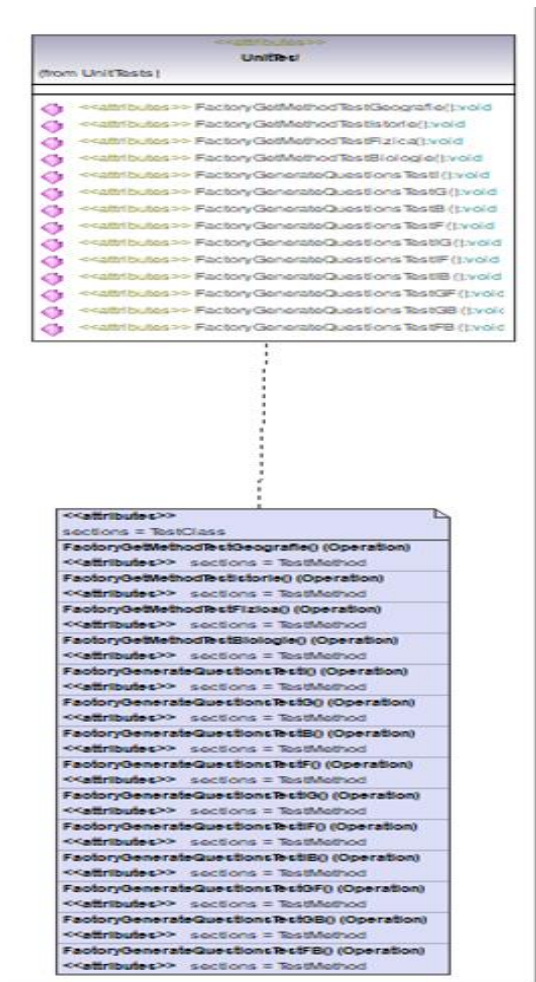 <<attributes>>
UnitTest
(from UnitTests)
<<attributes>> FactoryGetMethodTestGeografie():void
<<attributes>> FactoryGetMethodTestIstorie():void
<<attributes>> FactoryGetMethodTestFizica():void
<<attributes>> FactoryGetMethodTestBiologie():void
<<attributes>> FactoryGenerateQuestionsTestI():void
<<attributes>> FactoryGenerateQuestionsTestG():void
<<attributes>> FactoryGenerateQuestionsTestB():void
<<attributes>> FactoryGenerateQuestionsTestF():void
<<attributes>> FactoryGenerateQuestionsTestIG():void
<<attributes>> FactoryGenerateQuestionsTestIF():void
<<attributes>> FactoryGenerateQuestionsTestIB():void
<<attributes>> FactoryGenerateQuestionsTestGF():voic
<<attributes>> FactoryGenerateQuestionsTestGB():voic
<<attributes>> FactoryGenerateQuestionsTestFB():voic
<<attributes>>
sections = TestClass
FactoryGetMethodTestGeografie() (Operation)
<<attributes>> sections = TestMethod
FactoryGetMethodTestIstorie() (Operation)
<<attributes>> sections = TestMethod
FactoryGetMethodTestFizica() (Operation)
<<attributes>> sections = TestMethod
FactoryGetMethodTestBiologie() (Operation)
<<attributes>> sections = TestMethod
FactoryGenerateQuestionsTestI() (Operation)
<<attributes>> sections = TestMethod
FactoryGenerateQuestionsTestG() (Operation)
<<attributes>> sections = TestMethod
FactoryGenerateQuestionsTestB() (Operation)
<<attributes>> sections = TestMethod
FactoryGenerateQuestionsTestF() (Operation)
<<attributes>> sections = TestMethod
FactoryGenerateQuestionsTestIG() (Operation)
<<attributes>> sections = TestMethod
FactoryGenerateQuestionsTestIF() (Operation)
<<attributes>> sections = TestMethod
FactoryGenerateQuestionsTestIB() (Operation)
<<attributes>> sections = TestMethod
FactoryGenerateQuestionsTestGF() (Operation)
<<attributes>> sections = TestMethod
FactoryGenerateQuestionsTestGB() (Operation)
<<attributes>> sections = TestMethod
FactoryGenerateQuestionsTestFB() (Operation)
<<attributes>> sections = TestMethod